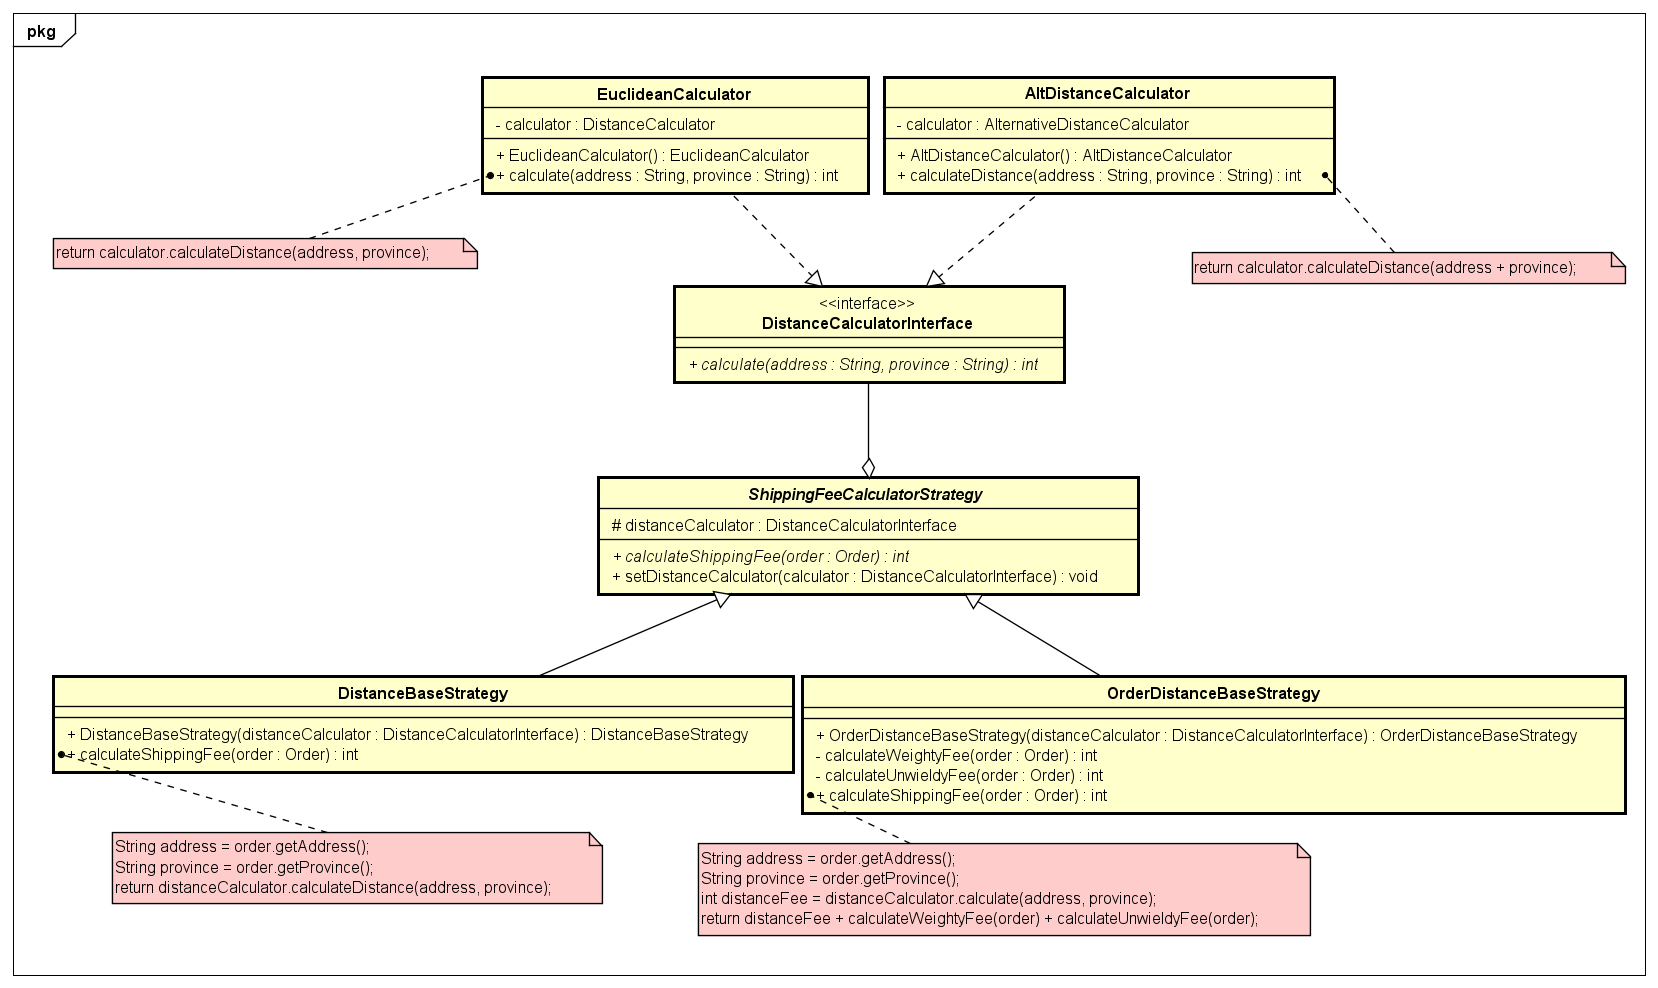 pkg
EuclideanCalculator
- calculator : DistanceCalculator
+ EuclideanCalculator() : EuclideanCalculator
+ calculate(address : String, province : String) : int
AltDistanceCalculator
- calculator : AlternativeDistanceCalculator
+ AltDistanceCalculator() : AltDistanceCalculator
+ calculateDistance(address : String, province : String) : int
return calculator.calculateDistance(address, province);
return calculator.calculateDistance(address + province);
<<interface>>
DistanceCalculatorInterface
+ calculate(address : String, province : String) : int
ShippingFeeCalculatorStrategy
# distanceCalculator : DistanceCalculatorInterface
+ calculateShippingFee(order : Order) : int
+ setDistanceCalculator(calculator : DistanceCalculatorInterface) : void
DistanceBaseStrategy
+ DistanceBaseStrategy(distanceCalculator : DistanceCalculatorInterface) : DistanceBaseStrategy
+ calculateShippingFee(order : Order) : int
OrderDistanceBaseStrategy
+ OrderDistanceBaseStrategy(distanceCalculator : DistanceCalculatorInterface) : OrderDistanceBaseStrategy
- calculateWeightyFee(order : Order) : int
- calculateUnwieldyFee(order : Order) : int
+ calculateShippingFee(order : Order) : int
String address = order.getAddress();
String province = order.getProvince();
return distanceCalculator.calculateDistance(address, province);
String address = order.getAddress();
String province = order.getProvince();
int distanceFee = distanceCalculator.calculate(address, province);
return distanceFee + calculateWeightyFee(order) + calculateUnwieldyFee(order);